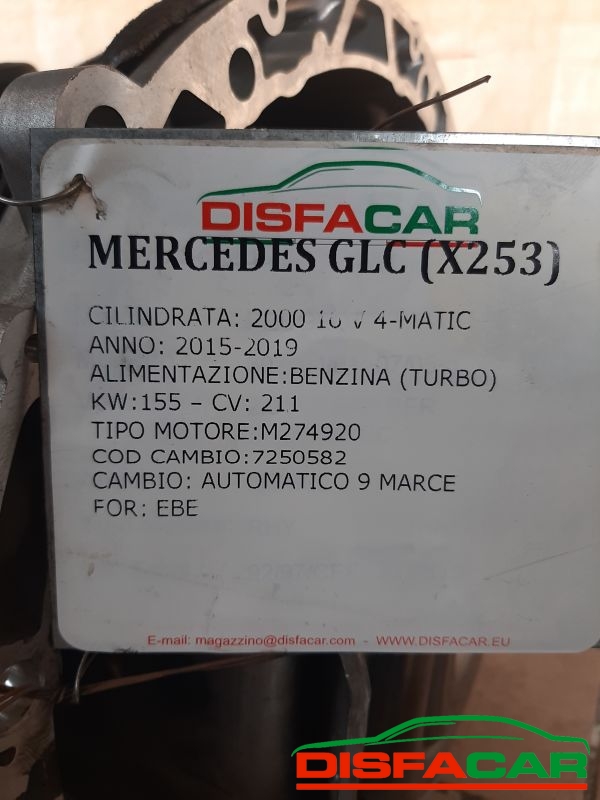 DISFACAR
MERCEDES GLC (X253)
CILINDRATA: 2000 16 V 4-MATIC
ANNO: 2015-2019
ALIMENTAZIONE:BENZINA (TURBO)
KW:155 – CV: 211
TIPO MOTORE:M274920
COD CAMBIO:7250582
CAMBIO: AUTOMATICO 9 MARCE
FOR: EBE
E-mail: magazzino@disfacar.com - WWW.DISFACAR.EU
DISFACAR